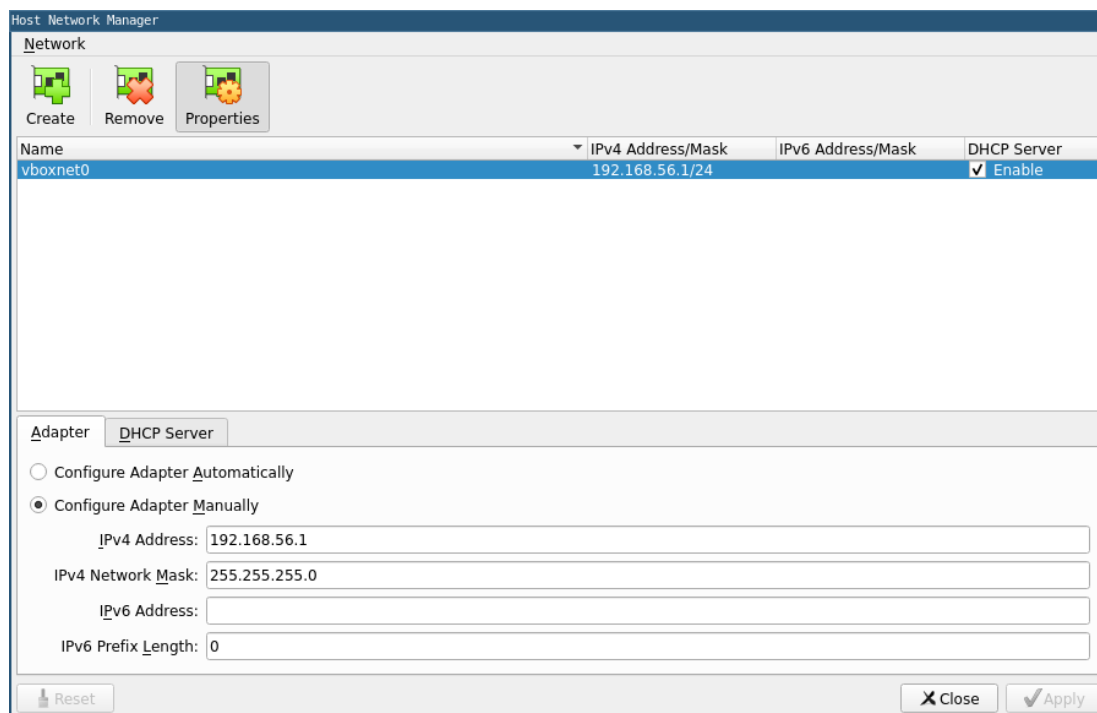 Host Network Manager
Network
Create Remove Properties
Name IPv4 Address/Mask IPv6 Address/Mask DHCP Server
vboxnet0 192.168.56.1/24 Enable
Adapter DHCP Server
Configure Adapter Automatically
Configure Adapter Manually
IPv4 Address: 192.168.56.1
IPv4 Network Mask: 255.255.255.0
IPv6 Address:
IPv6 Prefix Length: 0
Reset Close Apply